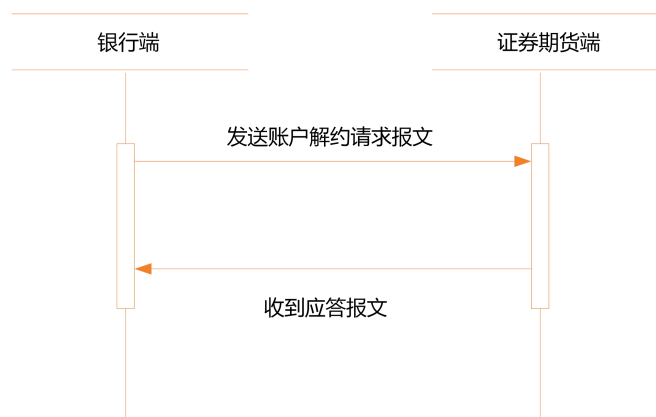 银行端
证券期货端
发送账户解约请求报文
收到应答报文